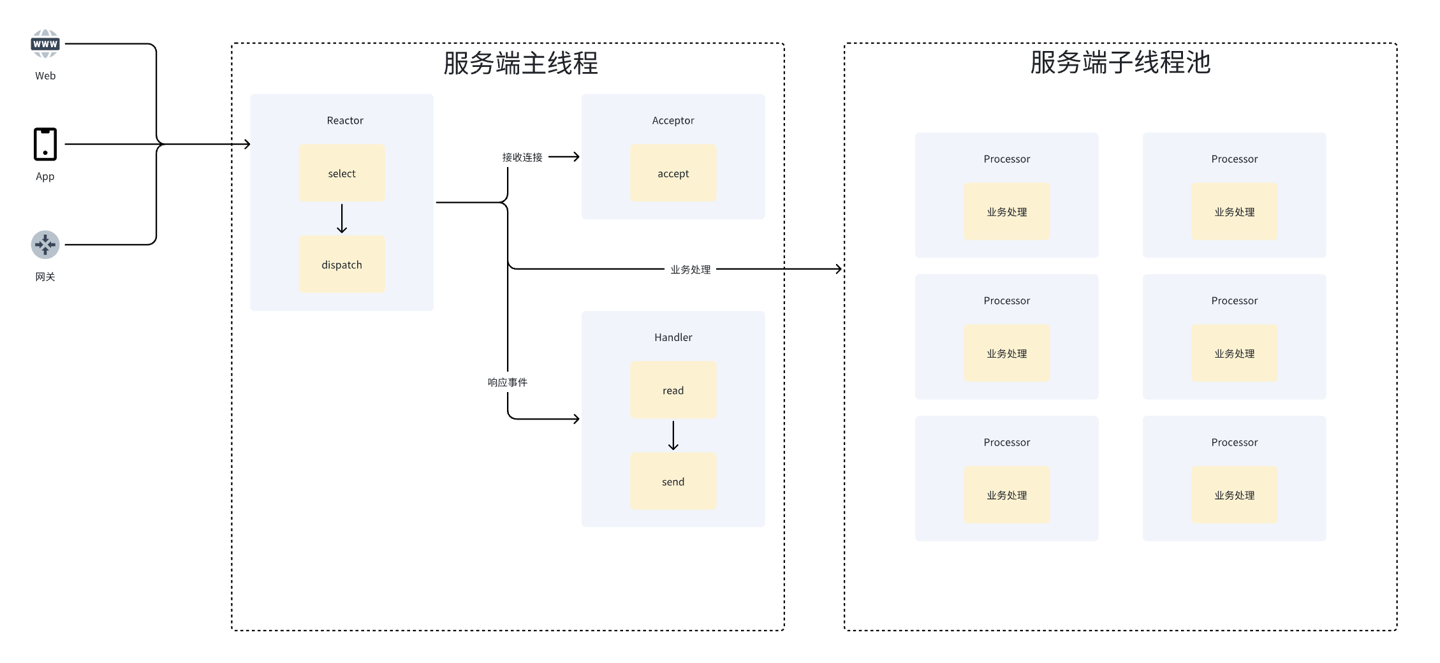 WWW
Web
App
网关
服务端主线程
Reactor
select
dispatch
接收连接
Acceptor
accept
业务处理
响应事件
Handler
read
send
服务端子线程池
Processor
业务处理
Processor
业务处理
Processor
业务处理
Processor
业务处理
Processor
业务处理
Processor
业务处理